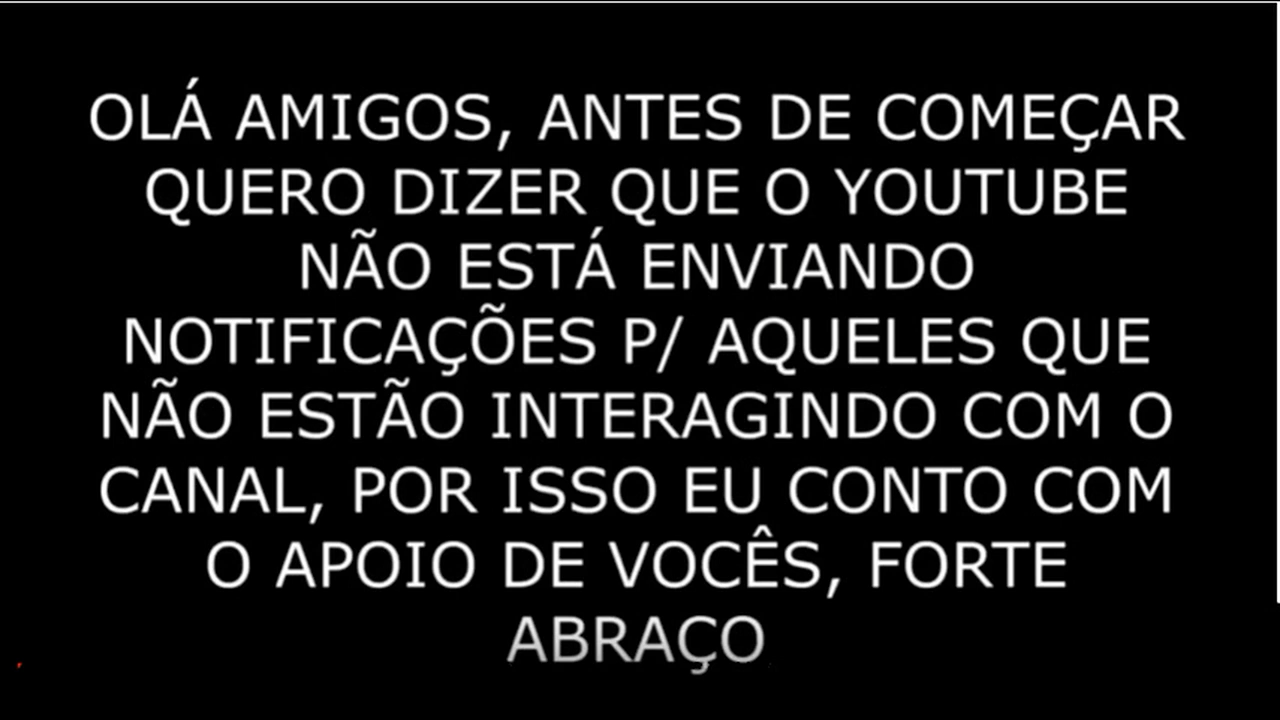 OLÁ AMIGOS, ANTES DE COMEÇAR
QUERO DIZER QUE O YOUTUBE
NÃO ESTÁ ENVIANDO
NOTIFICAÇÕES P/ AQUELES QUE
NÃO ESTÃO INTERAGINDO COM O
CANAL, POR ISSO EU CONTO COM
O APOIO DE VOCÊS, FORTE
ABRAÇO